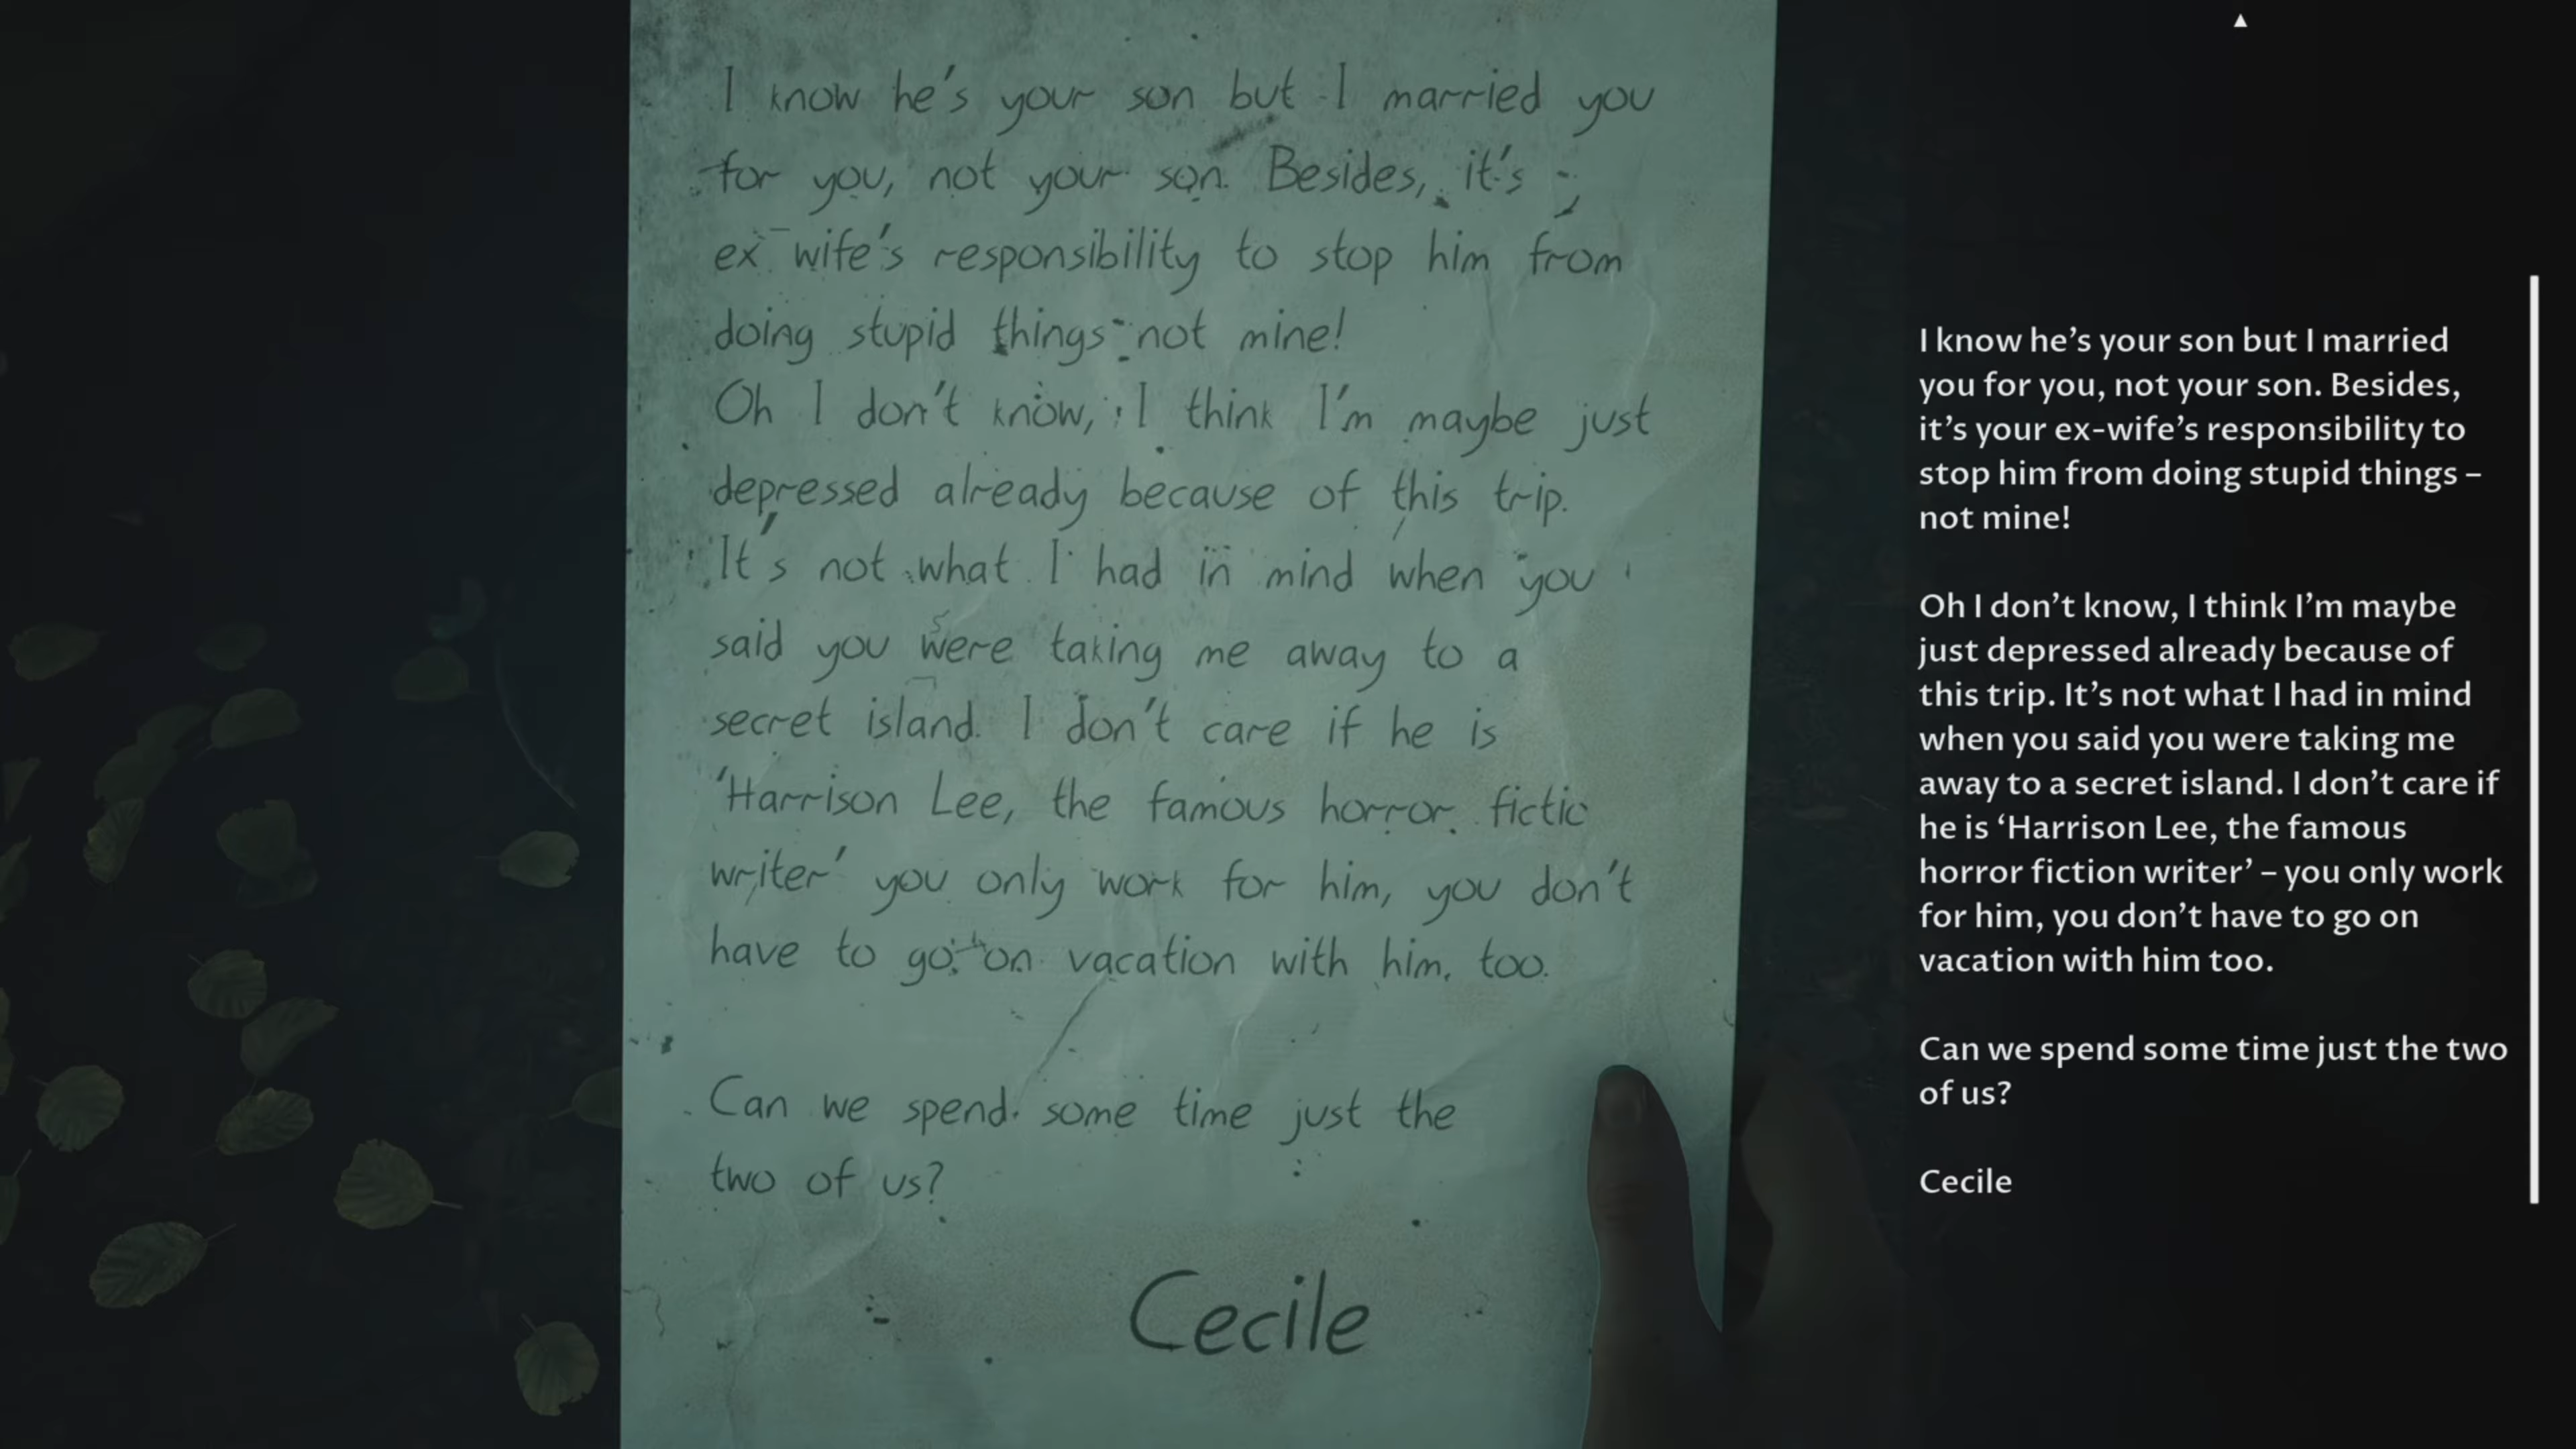 I know he's your son but I married you
for you, not your son. Besides, it's
ex-wife's responsibility to stop him from
doing stupid things-not mine!
Oh I don't know, I think I'm maybe just
depressed already because of this trip.
It's not what I had in mind when you
said you were taking me away to a
secret island. I don't care if he is
'Harrison Lee, the famous horror fictio
writer' you only work for him, you don't
have to go on vacation with him, too.
Can we spend some time just the
two of us?
Cecile
I know he's your son but I married
you for you, not your son. Besides,
it's your ex-wife's responsibility to
stop him from doing stupid things –
not mine!
Oh I don't know, I think I'm maybe
just depressed already because of
this trip. It's not what I had in mind
when you said you were taking me
away to a secret island. I don't care if
he is ‘Harrison Lee, the famous
horror fiction writer’ – you only work
for him, you don't have to go on
vacation with him too.
Can we spend some time just the two
of us?
Cecile